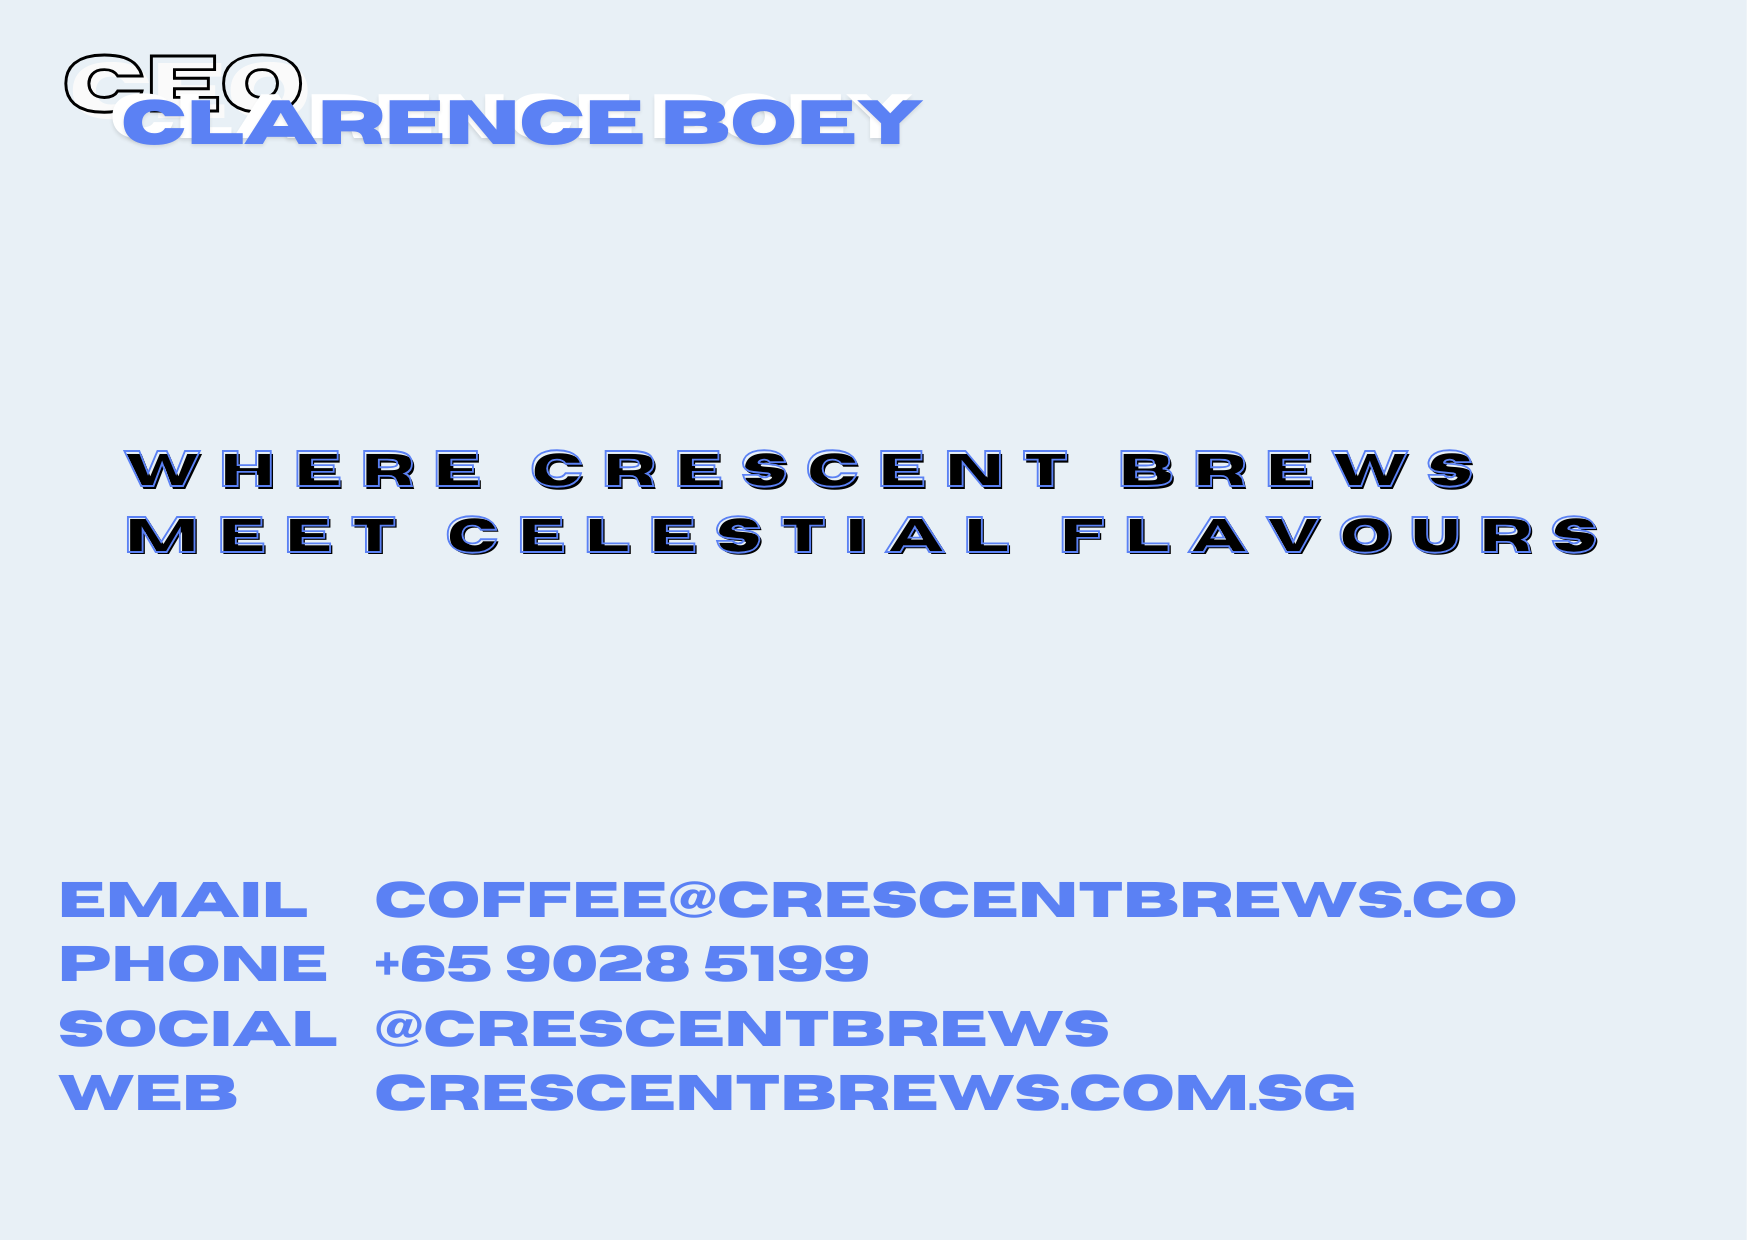 CEO
CLARENCE BOEY
WHERE CRESCENT BREWS
MEET CELESTIAL FLAVOURS
EMAIL COFFEE@CRESCENTBREWS.CO
PHONE +65 9028 5199
SOCIAL @CRESCENTBREWS
WEB CRESCENTBREWS.COM.SG